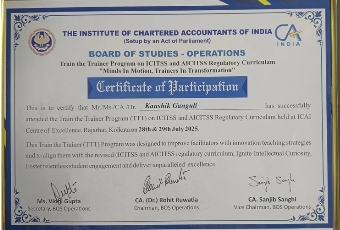 THE INSTITUTE OF CHARTERED ACCOUNTANTS OF INDIA
(Setup by an Act of Parliament)
CA
INDIA
BOARD OF STUDIES - OPERATIONS
Train the Trainer Program on ICITSS and AICITSS Regulatory Curriculum
"Minds In Motion, Trainers In Transformation"
Certificate of Participation
This is to certify that Mr./Ms./CA./Dr. Kaushik Ganguli has successfully
attended the Train the Trainer Program (TTT) on ICITSS and AICITSS Regulatory Curriculum held at ICAI
Centre of Excellence, Rajarhat, Kolkata on 28th & 29th July 2025.
This Train the Trainer (TTT) Program was designed to improve facilitators with innovation teaching strategies
and to align them with the revised (ICITSS and AICITSS) regulatory curriculum, Ignite Intellectual Curiosity,
Foster seamless student engagement and deliver unparalleled excellence
Ms. Vidhi Gupta
Secretary, BOS Operations
CA. (Dr.) Rohit Ruwatia
Chairman, BOS Operations
CA. Sanjib Sanghi
Vice Chairman, BOS Operations